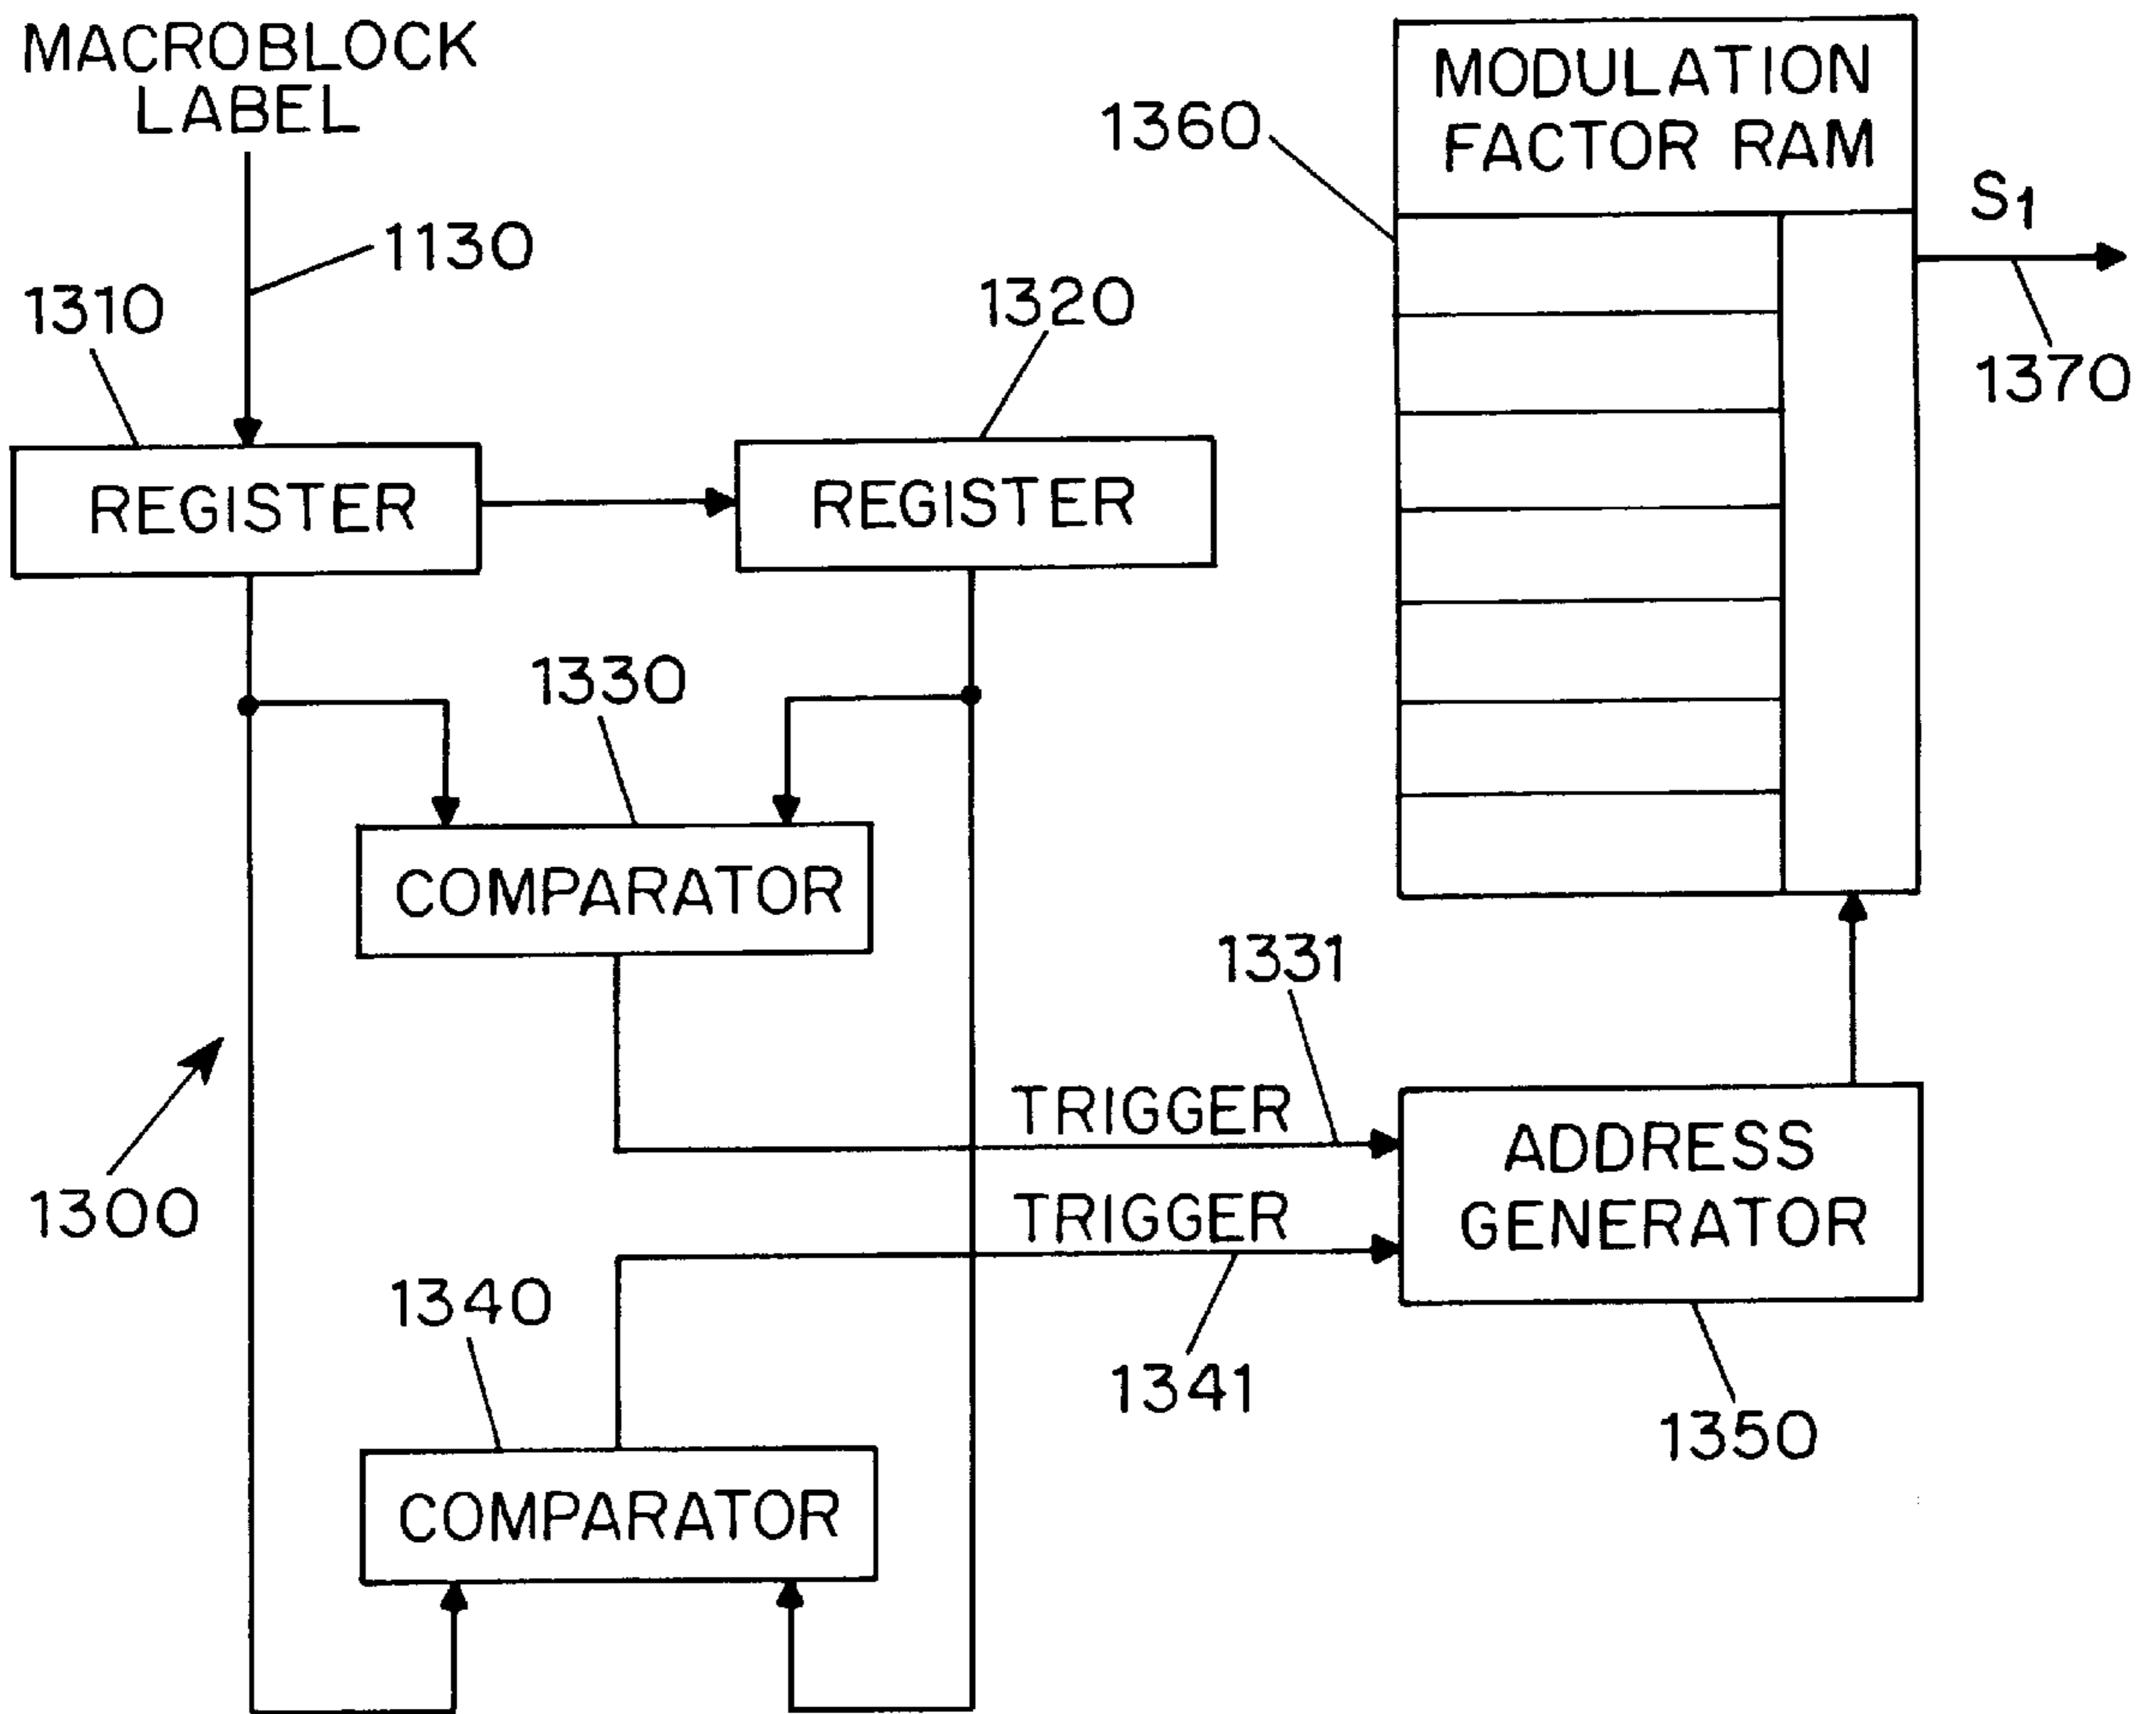 MACROBLOCK
LABEL
1130
1310
REGISTER
1320
REGISTER
1330
COMPARATOR
1300
1340
COMPARATOR
TRIGGER
1331
TRIGGER
1341
MODULATION
FACTOR RAM
1360
S1
1370
ADDRESS
GENERATOR
1350